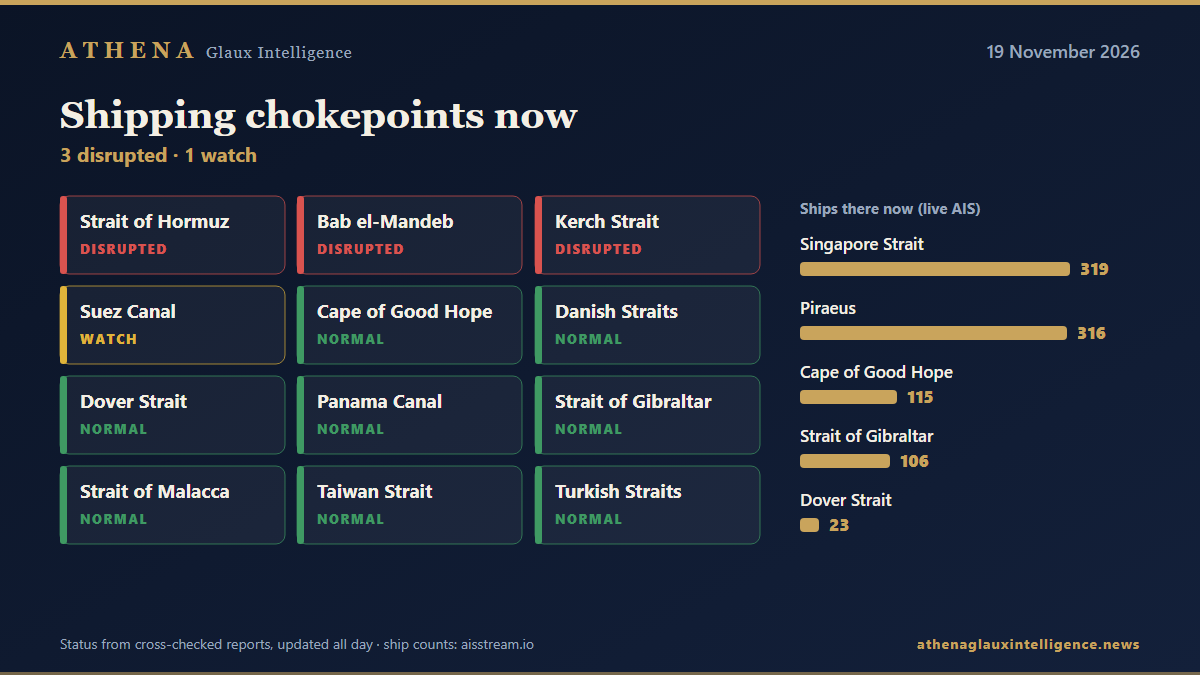 ATHENA Glaux Intelligence
19 November 2026
Shipping chokepoints now
3 disrupted · 1 watch
Strait of Hormuz
DISRUPTED
Bab el-Mandeb
DISRUPTED
Kerch Strait
DISRUPTED
Suez Canal
WATCH
Cape of Good Hope
NORMAL
Danish Straits
NORMAL
Dover Strait
NORMAL
Panama Canal
NORMAL
Strait of Gibraltar
NORMAL
Strait of Malacca
NORMAL
Taiwan Strait
NORMAL
Turkish Straits
NORMAL
Ships there now (live AIS)
Singapore Strait
319
Piraeus
316
Cape of Good Hope
115
Strait of Gibraltar
106
Dover Strait
23
Status from cross-checked reports, updated all day · ship counts: aisstream.io
athenaglauxintelligence.news